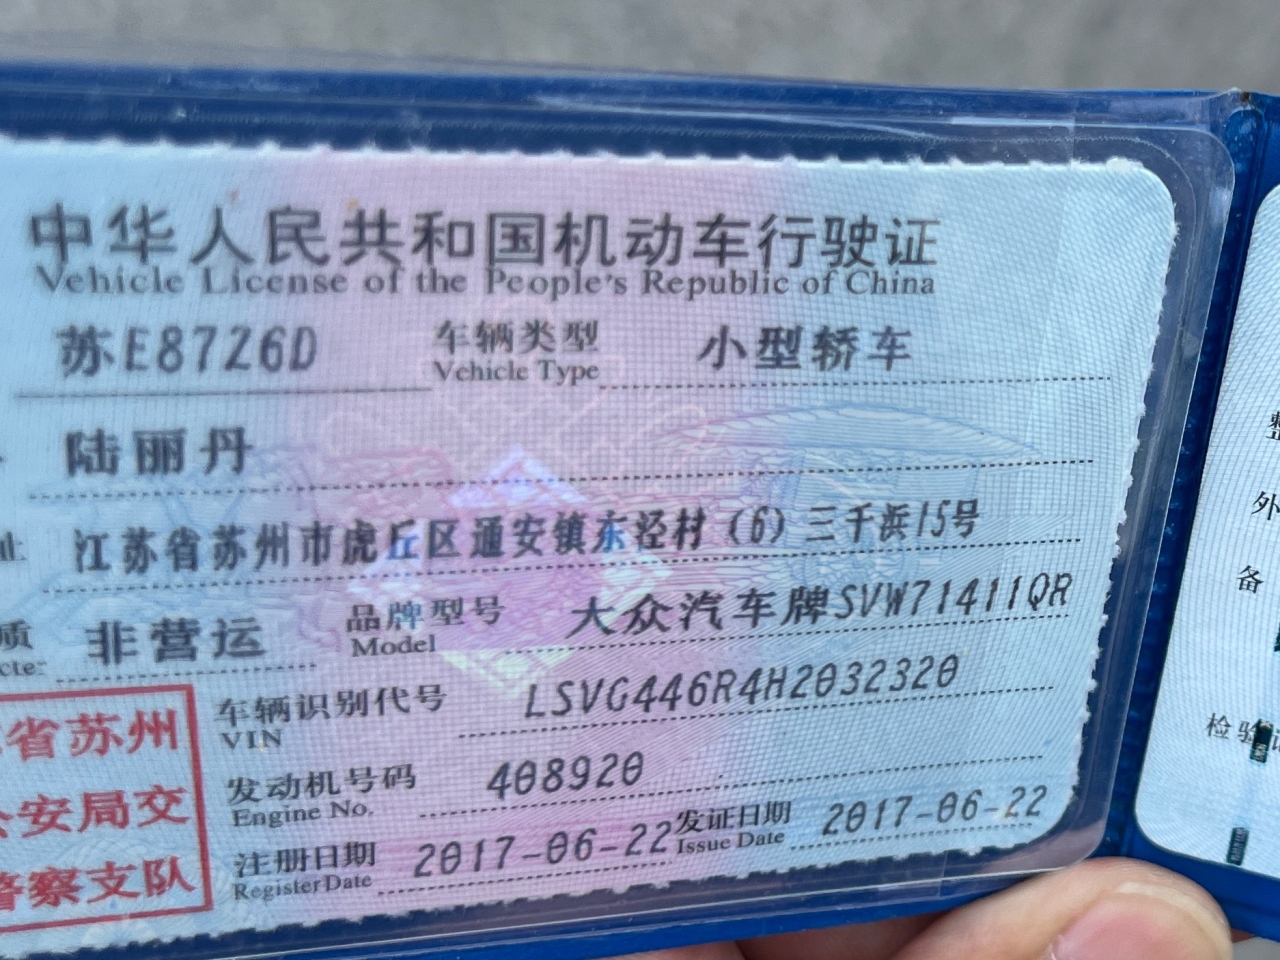 中华人民共和国机动车行驶证
Vehicle License of the People's Republic of China
苏E8726D 车辆类型 小型轿车
Vehicle Type
陆丽丹
址 江苏省苏州市虎丘区通安镇东泾村(6)三千浜15号
质 非营运 品牌型号 大众汽车牌SVW71411QR
Model
车辆识别代号 LSVG446R4H2032320
VIN
发动机号码 408920
Engine No.
注册日期 2017-06-22 发证日期 2017-06-22
Register Date Issue Date
省苏州
公安局交
警察支队
整
外
备
检验